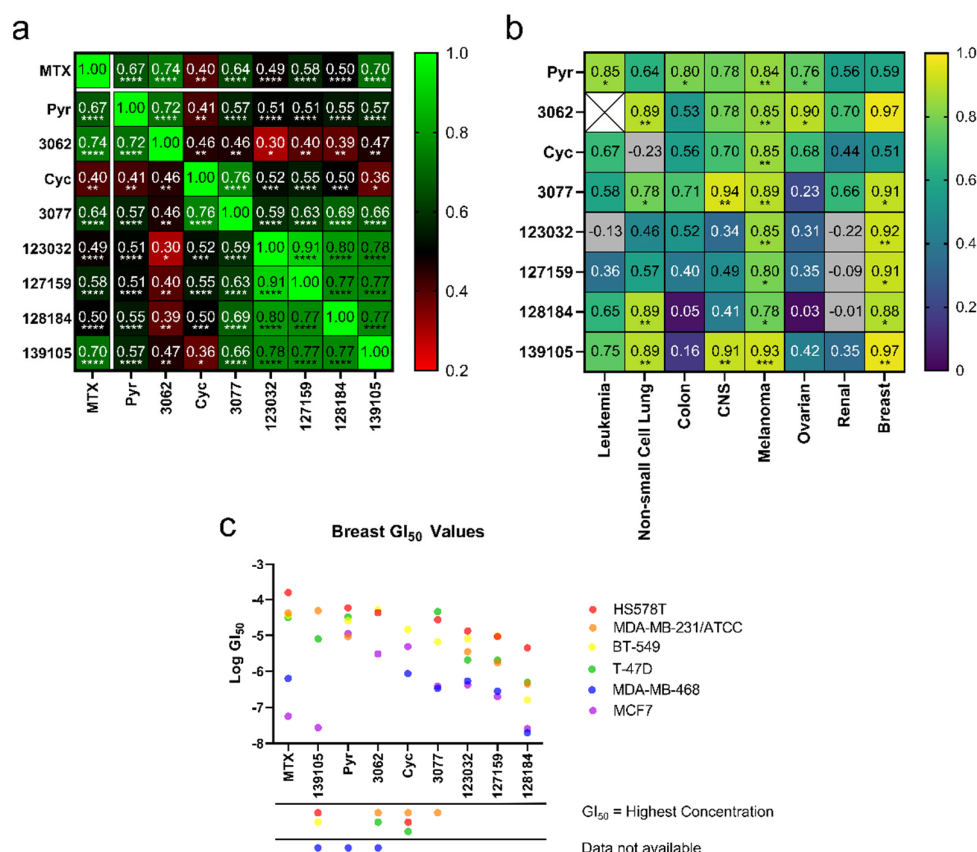 a
MTX 1.00 0.67 0.74 0.40 0.64 0.49 0.58 0.50 0.70
**** **** ** **** **** **** **** ****
Pyr 0.67 1.00 0.72 0.41 0.57 0.51 0.51 0.55 0.57
**** **** ** **** **** **** **** ****
3062 0.74 0.72 1.00 0.46 0.46 0.30 0.40 0.39 0.47
**** **** ** ** * ** ** **
Cyc 0.40 0.41 0.46 1.00 0.76 0.52 0.55 0.50 0.36
** ** ** **** *** **** *** *
3077 0.64 0.57 0.46 0.76 1.00 0.59 0.63 0.69 0.66
**** **** ** **** **** **** **** ****
123032 0.49 0.51 0.30 0.52 0.59 1.00 0.91 0.80 0.78
**** **** * *** **** **** **** ****
127159 0.58 0.51 0.40 0.55 0.63 0.91 1.00 0.77 0.77
**** **** ** **** **** **** **** ****
128184 0.50 0.55 0.39 0.50 0.69 0.80 0.77 1.00 0.77
**** **** ** *** **** **** **** ****
139105 0.70 0.57 0.47 0.36 0.66 0.78 0.77 0.77 1.00
**** **** ** * **** **** **** ****
MTX Pyr 3062 Cyc 3077 123032 127159 128184 139105
1.0
0.8
0.6
0.4
0.2
b
Pyr 0.85 0.64 0.80 0.78 0.84 0.76 0.56 0.59
* * ** *
3062 0.89 0.53 0.78 0.85 0.90 0.70 0.97
** ** *
Cyc 0.67 -0.23 0.56 0.70 0.85 0.68 0.44 0.51
**
3077 0.58 0.78 0.71 0.94 0.89 0.23 0.66 0.91
* ** ** *
123032 -0.13 0.46 0.52 0.34 0.85 0.31 -0.22 0.92
** **
127159 0.36 0.57 0.40 0.49 0.80 0.35 -0.09 0.91
* *
128184 0.65 0.89 0.05 0.41 0.78 0.03 -0.01 0.88
** * *
139105 0.75 0.89 0.16 0.91 0.93 0.42 0.35 0.97
** ** *** **
Leukemia Non-small Cell Lung Colon CNS Melanoma Ovarian Renal Breast
1.0
0.8
0.6
0.4
0.2
0
c
Breast GI50 Values
Log GI50
-3
-4
-5
-6
-7
-8
MTX 139105 Pyr 3062 Cyc 3077 123032 127159 128184
HS578T
MDA-MB-231/ATCC
BT-549
T-47D
MDA-MB-468
MCF7
GI50 = Highest Concentration
Data not available